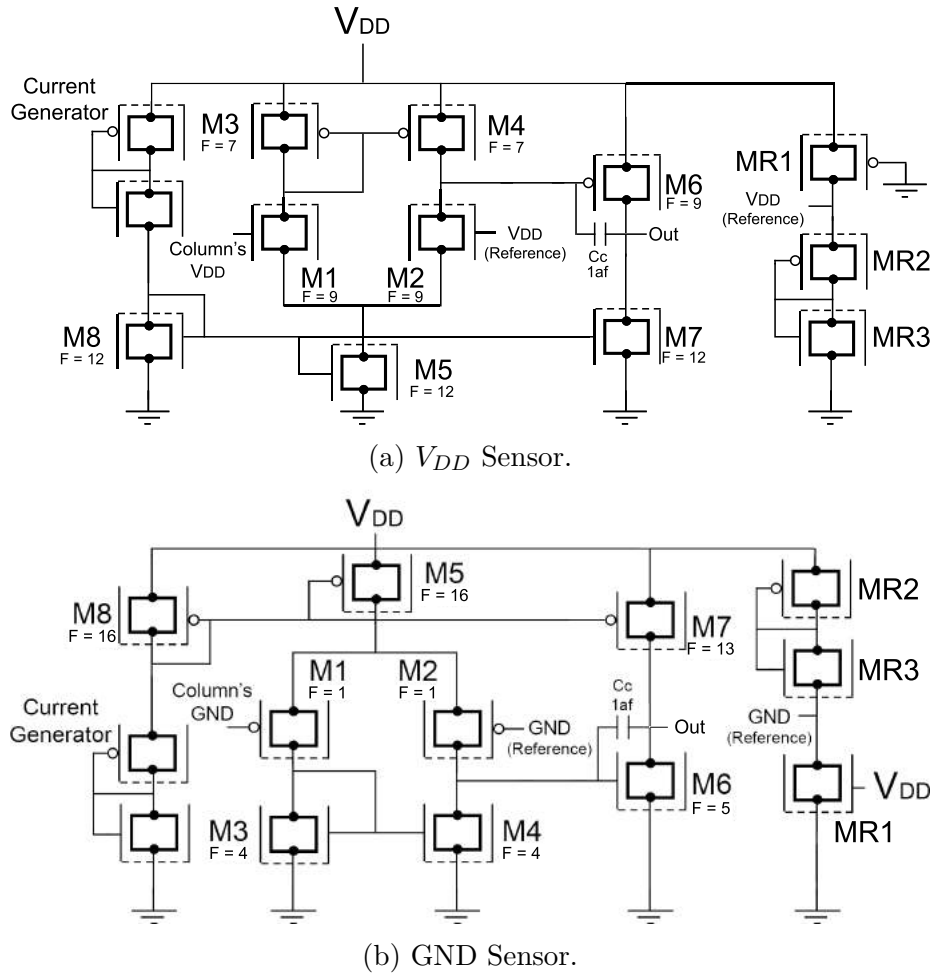 VDD
Current
Generator
M3
F = 7
M4
F = 7
M6
F = 9
MR1
VDD
(Reference)
Column's
VDD
M1
F = 9
M2
F = 9
VDD
(Reference)
Cc
1af
Out
MR2
M8
F = 12
M5
F = 12
M7
F = 12
MR3
(a) VDD Sensor.
VDD
M5
F = 16
M8
F = 16
M7
F = 13
MR2
MR3
Column's
GND
M1
F = 1
M2
F = 1
GND
(Reference)
Cc
1af
Out
GND
(Reference)
Current
Generator
M3
F = 4
M4
F = 4
M6
F = 5
VDD
MR1
(b) GND Sensor.